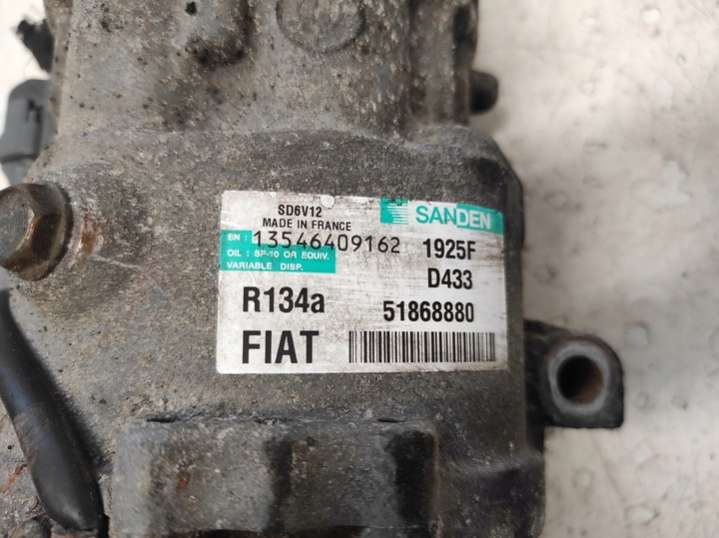 SD6V12
MADE IN FRANCE
SANDEN
EN : 13546409162
1925F
OIL : SP-10 OR EQUIV.
VARIABLE DISP.
D433
R134a
51868880
FIAT